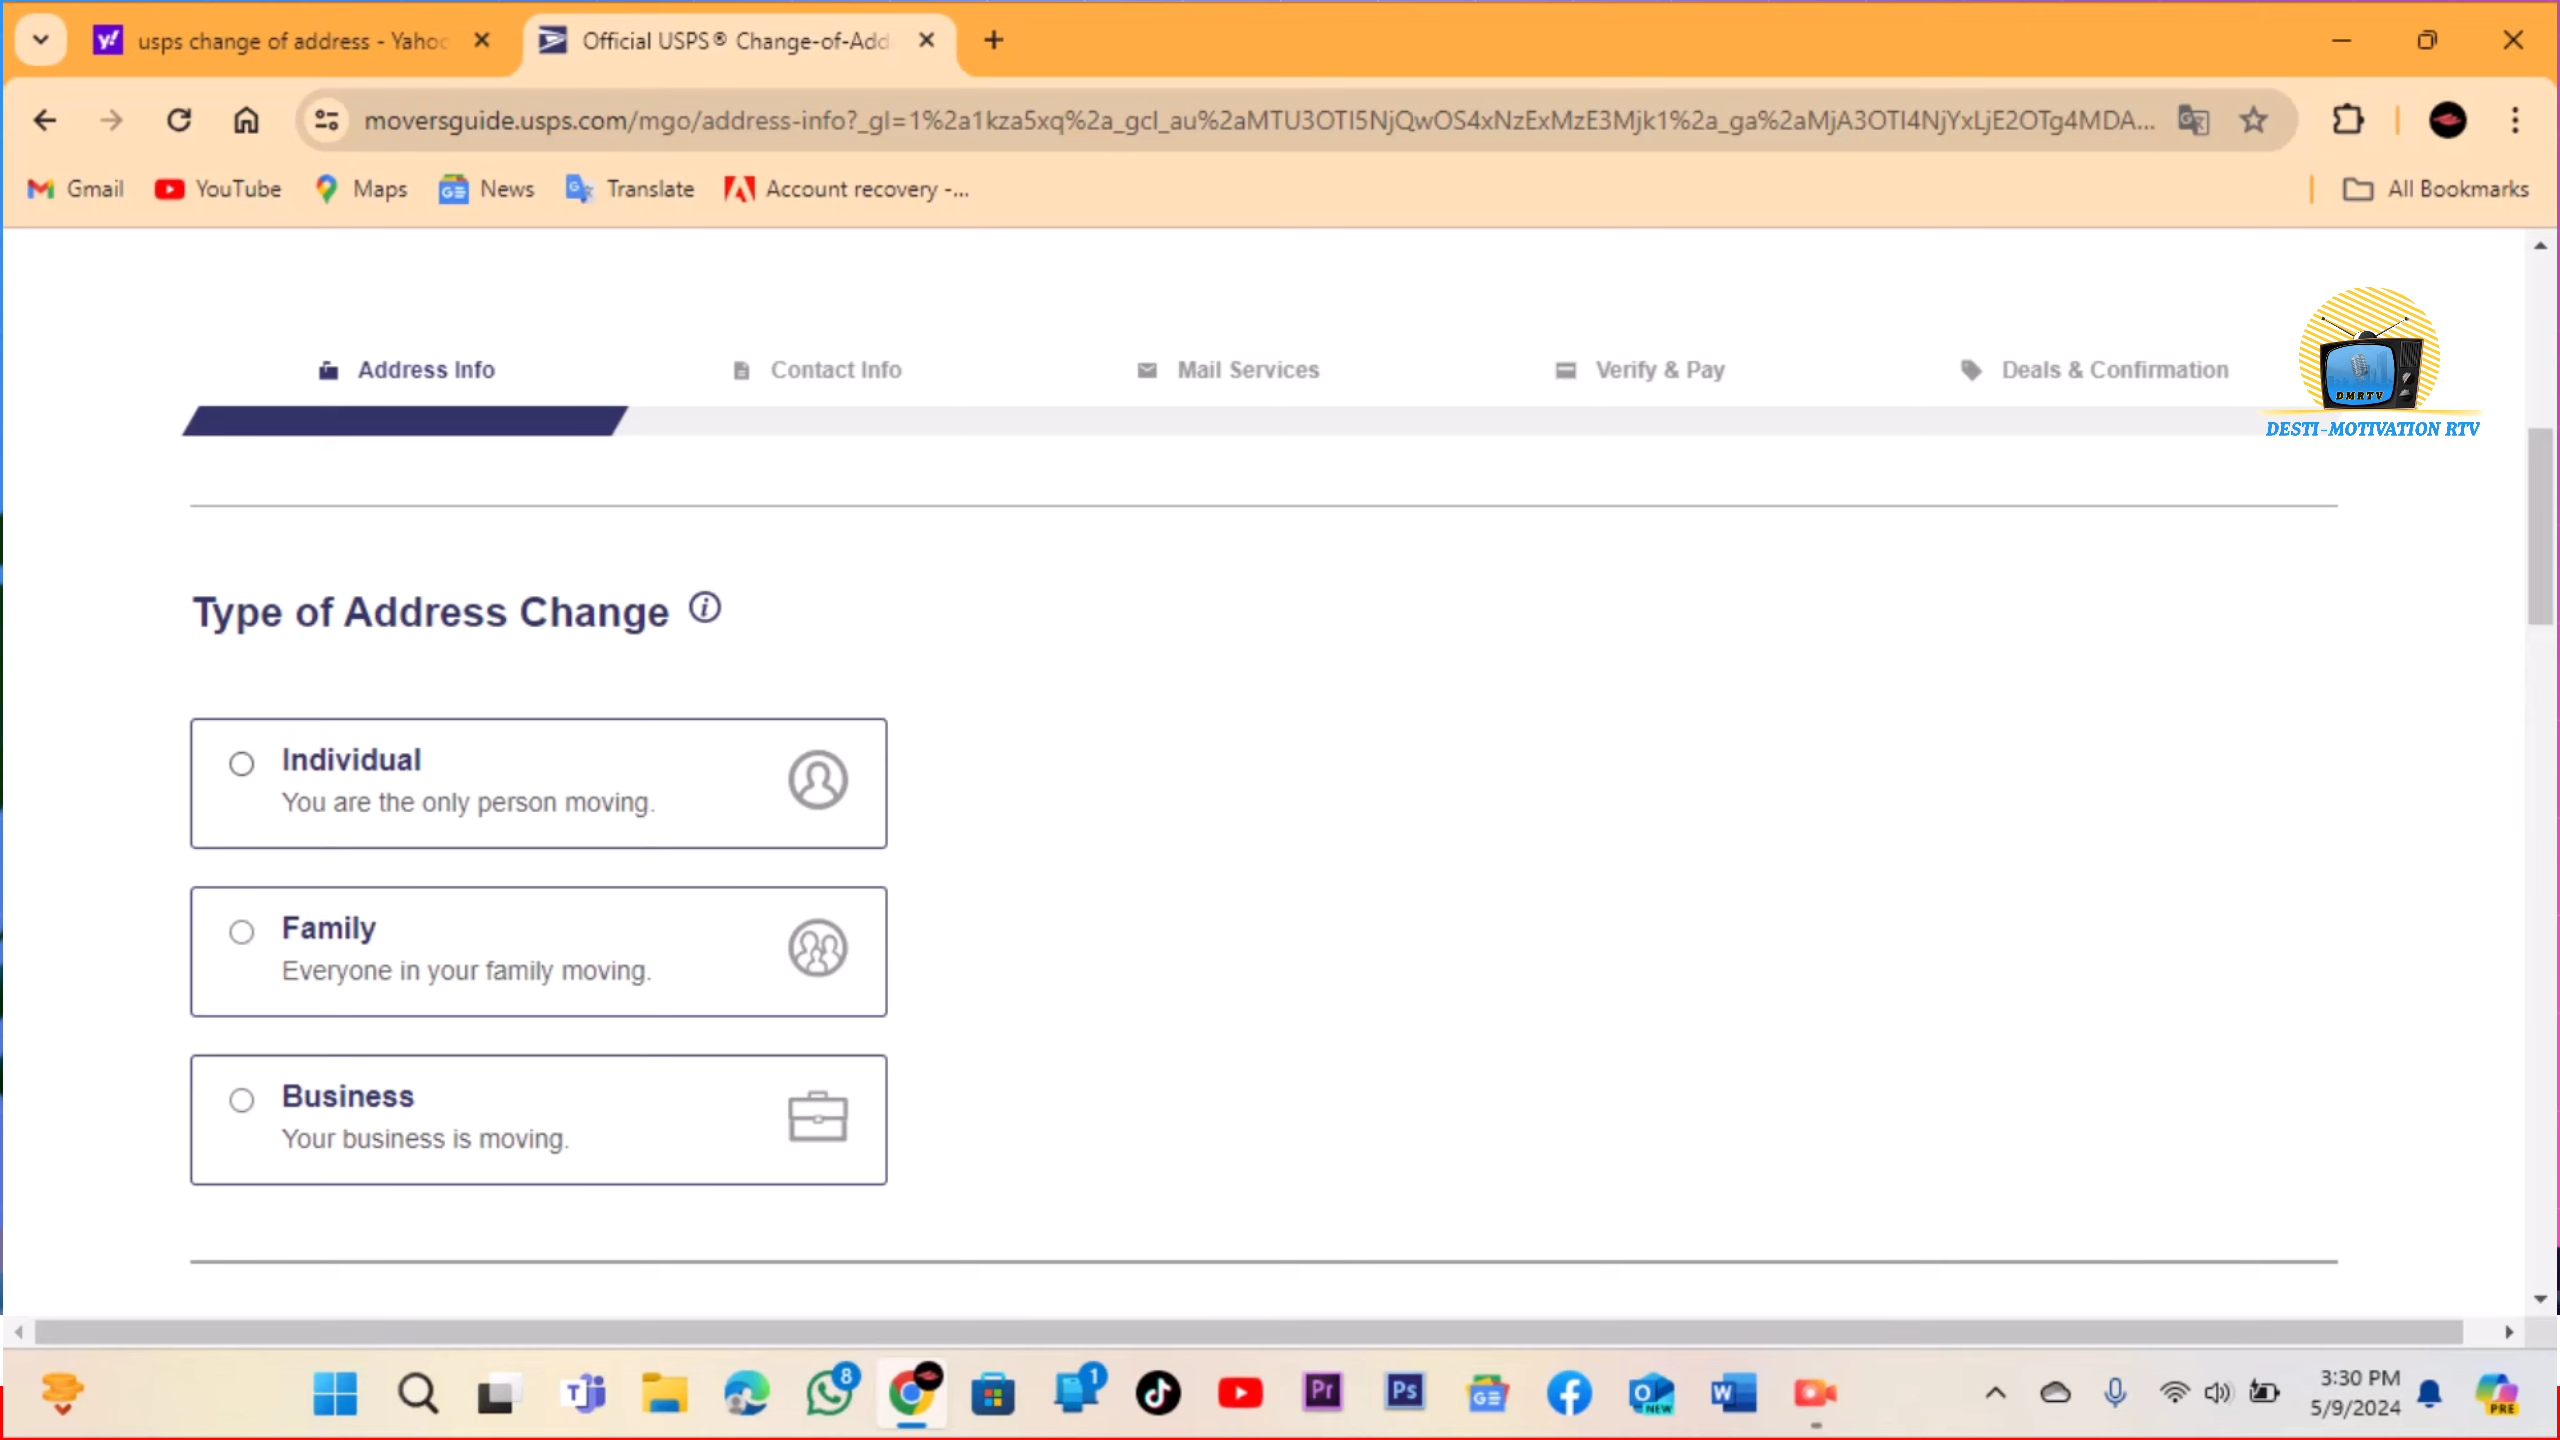 usps change of address - Yahoo
Official USPS® Change-of-Add
moversguide.usps.com/mgo/address-info?_gl=1%2a1kza5xq%2a_gcl_au%2aMTU3OTI5NjQwOS4xNzExMzE3Mjk1%2a_ga%2aMjA3OTI4NjYxLjE2OTg4MDA...
Gmail
YouTube
Maps
News
Translate
Account recovery -...
All Bookmarks
Address Info
Contact Info
Mail Services
Verify & Pay
Deals & Confirmation
DMRTV
DESTI-MOTIVATION RTV
Type of Address Change
Individual
You are the only person moving.
Family
Everyone in your family moving.
Business
Your business is moving.
8
1
Pr
Ps
NEW
W
3:30 PM
5/9/2024
PRE